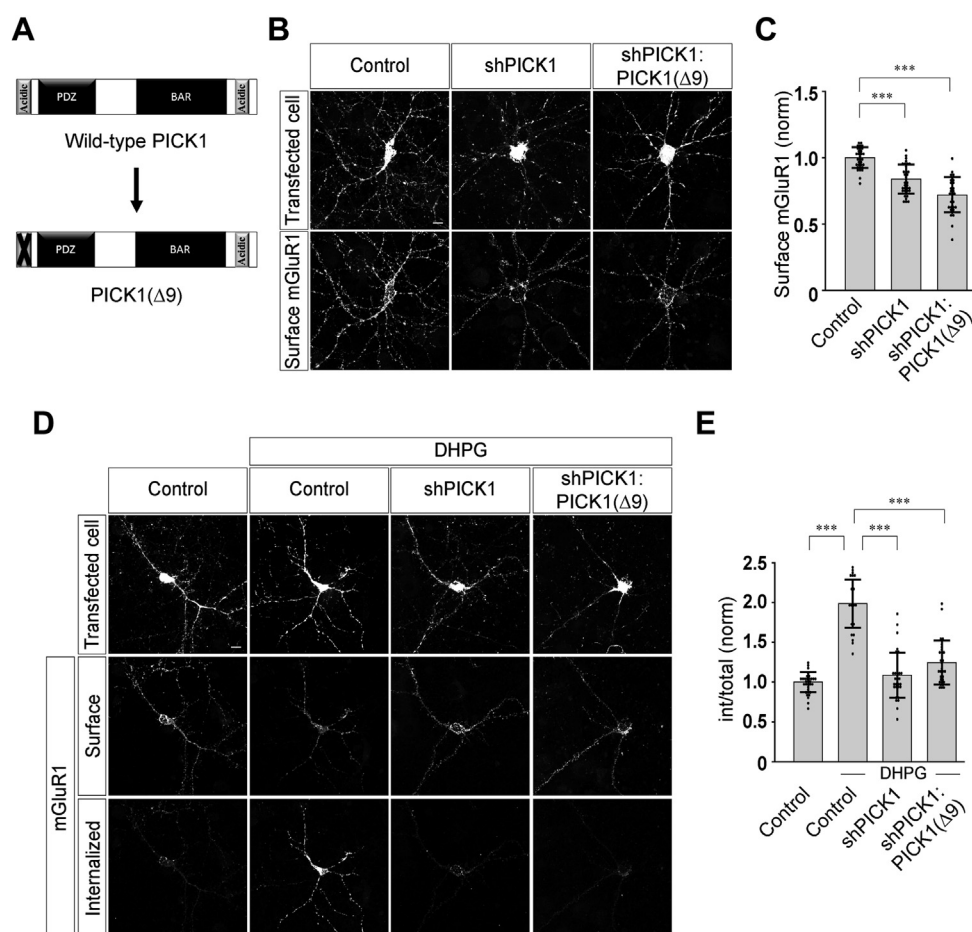 A
Acidic
PDZ
BAR
Acidic
Wild-type PICK1
PDZ
BAR
Acidic
PICK1(Δ9)
B
Control
shPICK1
shPICK1:
PICK1(Δ9)
Transfected cell
Surface mGluR1
C
***
***
Surface mGluR1 (norm)
1.5
1.0
0.5
0
Control
shPICK1
shPICK1:
PICK1(Δ9)
D
DHPG
Control
Control
shPICK1
shPICK1:
PICK1(Δ9)
Transfected cell
mGluR1
Surface
Internalized
E
***
***
***
int/total (norm)
2.5
2.0
1.5
1.0
0.5
0
DHPG
Control
Control
shPICK1
shPICK1:
PICK1(Δ9)